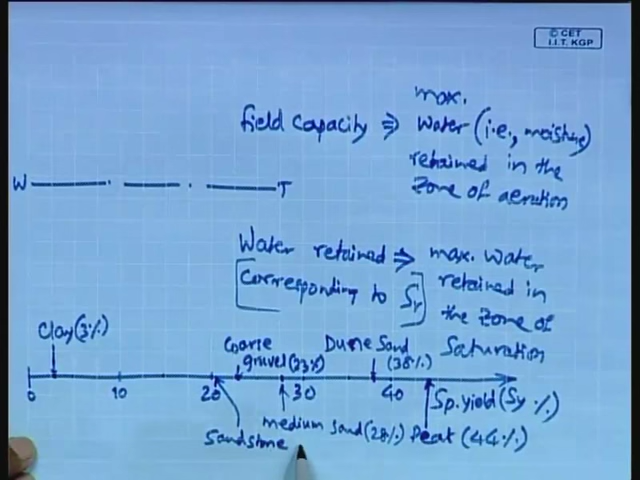 © CET
I.I.T. KGP
max.
field capacity ⇒ Water (i.e., moisture)
retained in the
zone of aeration
W T
Water retained ⇒ max. water
[corresponding to Sr] retained in
the zone of
Saturation
Clay (3%)
Coarse gravel (23%)
Dune Sand (38%)
0 10 20 30 40 Sp. yield (Sy %)
Sandstone
medium sand (28%)
Peat (44%)